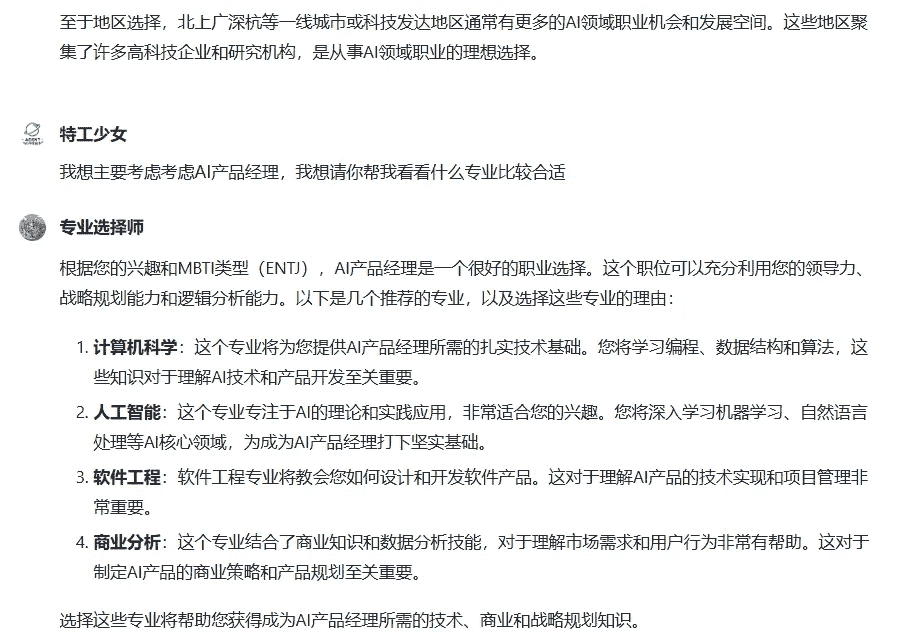 至于地区选择，北上广深杭等一线城市或科技发达地区通常有更多的AI领域职业机会和发展空间。这些地区聚
集了许多高科技企业和研究机构，是从事AI领域职业的理想选择。
特工少女
我想主要考虑考虑AI产品经理，我想请你帮我看看什么专业比较合适
专业选择师
根据您的兴趣和MBTI类型（ENTJ），AI产品经理是一个很好的职业选择。这个职位可以充分利用您的领导力、
战略规划能力和逻辑分析能力。以下是几个推荐的专业，以及选择这些专业的理由：
1. 计算机科学：这个专业将为您提供AI产品经理所需的扎实技术基础。您将学习编程、数据结构和算法，这
些知识对于理解AI技术和产品开发至关重要。
2. 人工智能：这个专业专注于AI的理论和实践应用，非常适合您的兴趣。您将深入学习机器学习、自然语言
处理等AI核心领域，为成为AI产品经理打下坚实基础。
3. 软件工程：软件工程专业将教会您如何设计和开发软件产品。这对于理解AI产品的技术实现和项目管理非
常重要。
4. 商业分析：这个专业结合了商业知识和数据分析技能，对于理解市场需求和用户行为非常有帮助。这对于
制定AI产品的商业策略和产品规划至关重要。
选择这些专业将帮助您获得成为AI产品经理所需的技术、商业和战略规划知识。